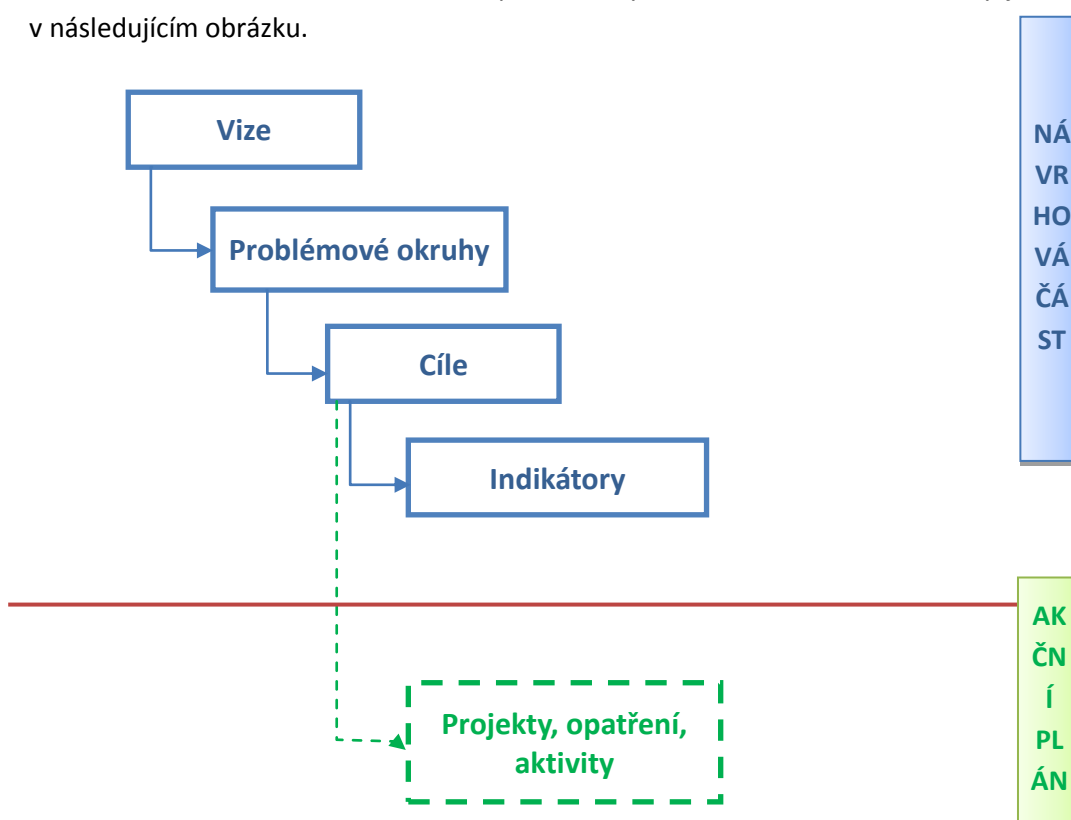 v následujícím obrázku.
Vize
Problémové okruhy
Cíle
Indikátory
NÁ
VR
HO
VÁ
ČÁ
ST
Projekty, opatření,
aktivity
AK
ČN
Í
PL
ÁN